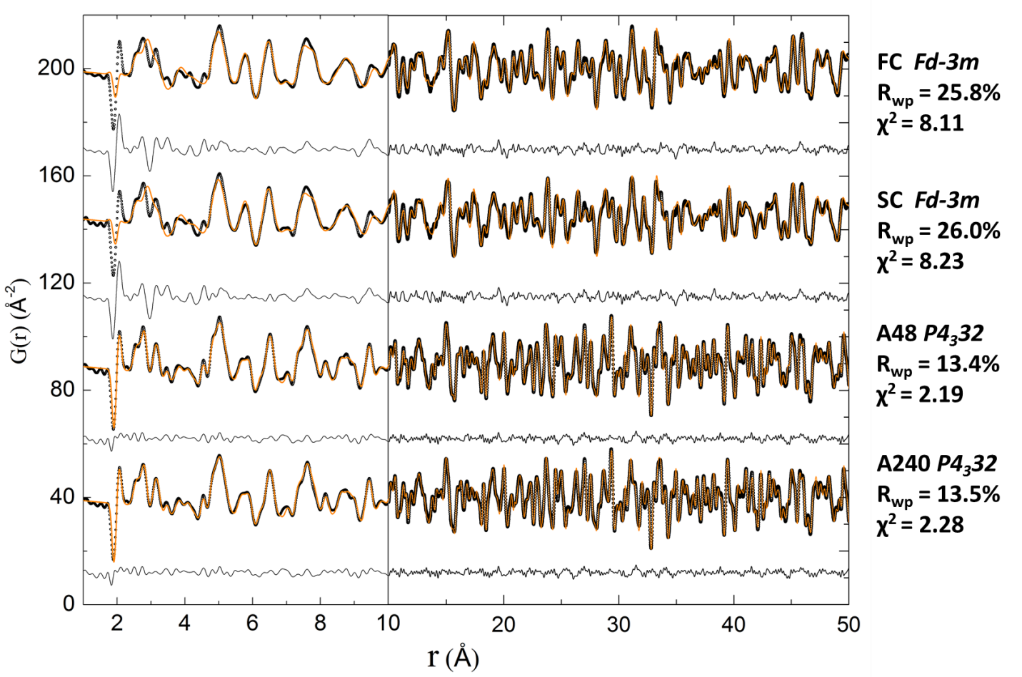 FC Fd-3m
Rwp = 25.8%
χ² = 8.11
SC Fd-3m
Rwp = 26.0%
χ² = 8.23
A48 P4₃32
Rwp = 13.4%
χ² = 2.19
A240 P4₃32
Rwp = 13.5%
χ² = 2.28
G(r) (Å⁻²)
200
160
120
80
40
0
2 4 6 8 10 20 30 40 50
r (Å)